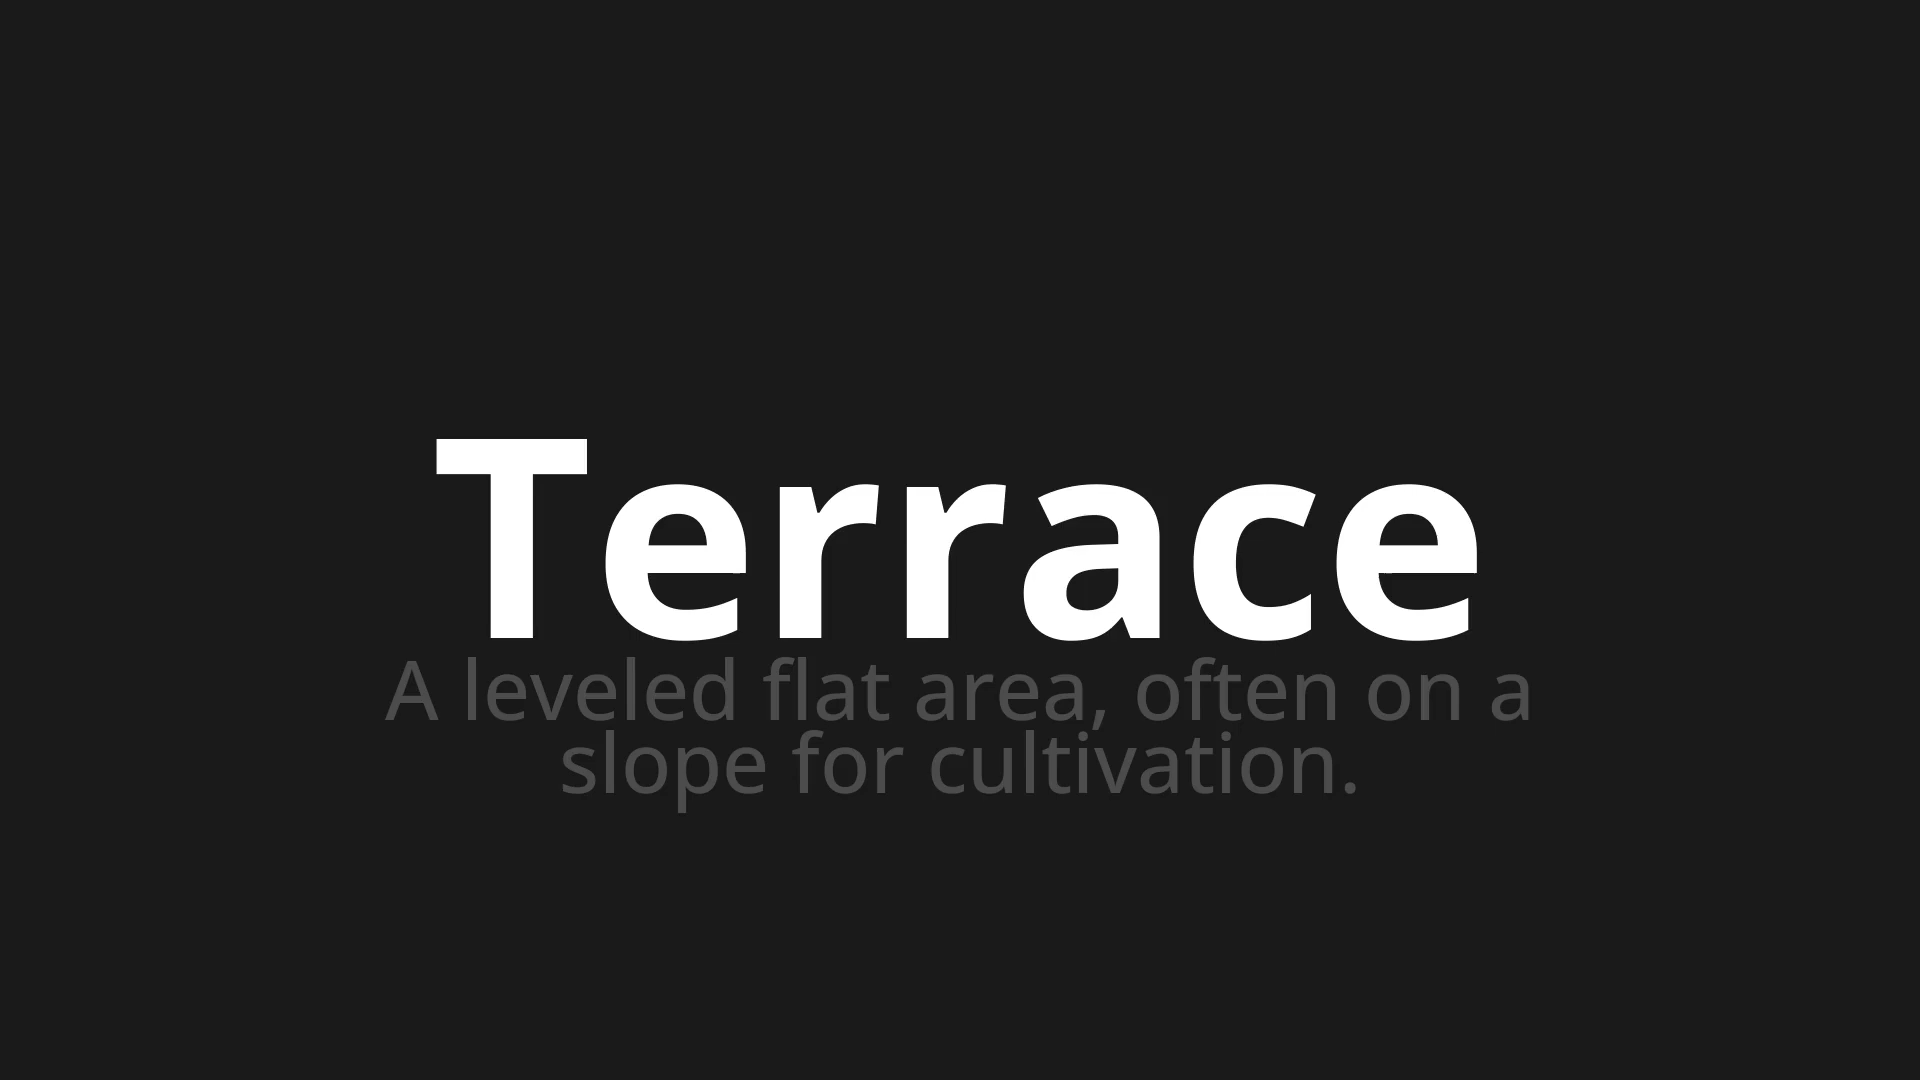 Terrace
A leveled flat area, often on a
slope for cultivation.